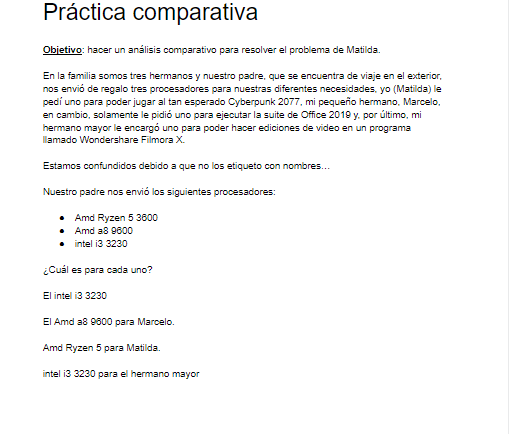 Práctica comparativa
Objetivo: hacer un análisis comparativo para resolver el problema de Matilda.
En la familia somos tres hermanos y nuestro padre, que se encuentra de viaje en el exterior,
nos envió de regalo tres procesadores para nuestras diferentes necesidades, yo (Matilda) le
pedí uno para poder jugar al tan esperado Cyberpunk 2077, mi pequeño hermano, Marcelo,
en cambio, solamente le pidió uno para ejecutar la suite de Office 2019 y, por último, mi
hermano mayor le encargó uno para poder hacer ediciones de video en un programa
llamado Wondershare Filmora X.
Estamos confundidos debido a que no los etiqueto con nombres...
Nuestro padre nos envió los siguientes procesadores:
● Amd Ryzen 5 3600
● Amd a8 9600
● intel i3 3230
¿Cuál es para cada uno?
El intel i3 3230
El Amd a8 9600 para Marcelo.
Amd Ryzen 5 para Matilda.
intel i3 3230 para el hermano mayor